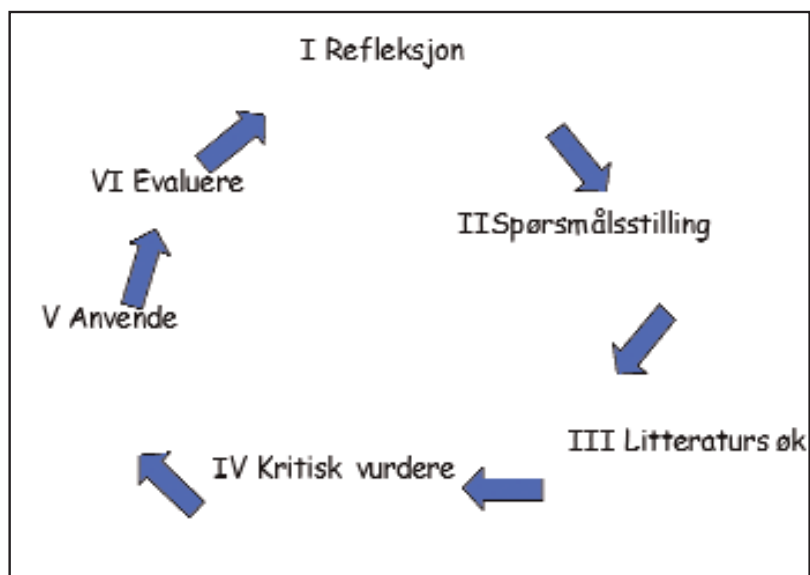 I Refleksjon
IISpørsmålsstilling
III Litteraturs øk
IV Kritisk vurdere
V Anvende
VI Evaluere